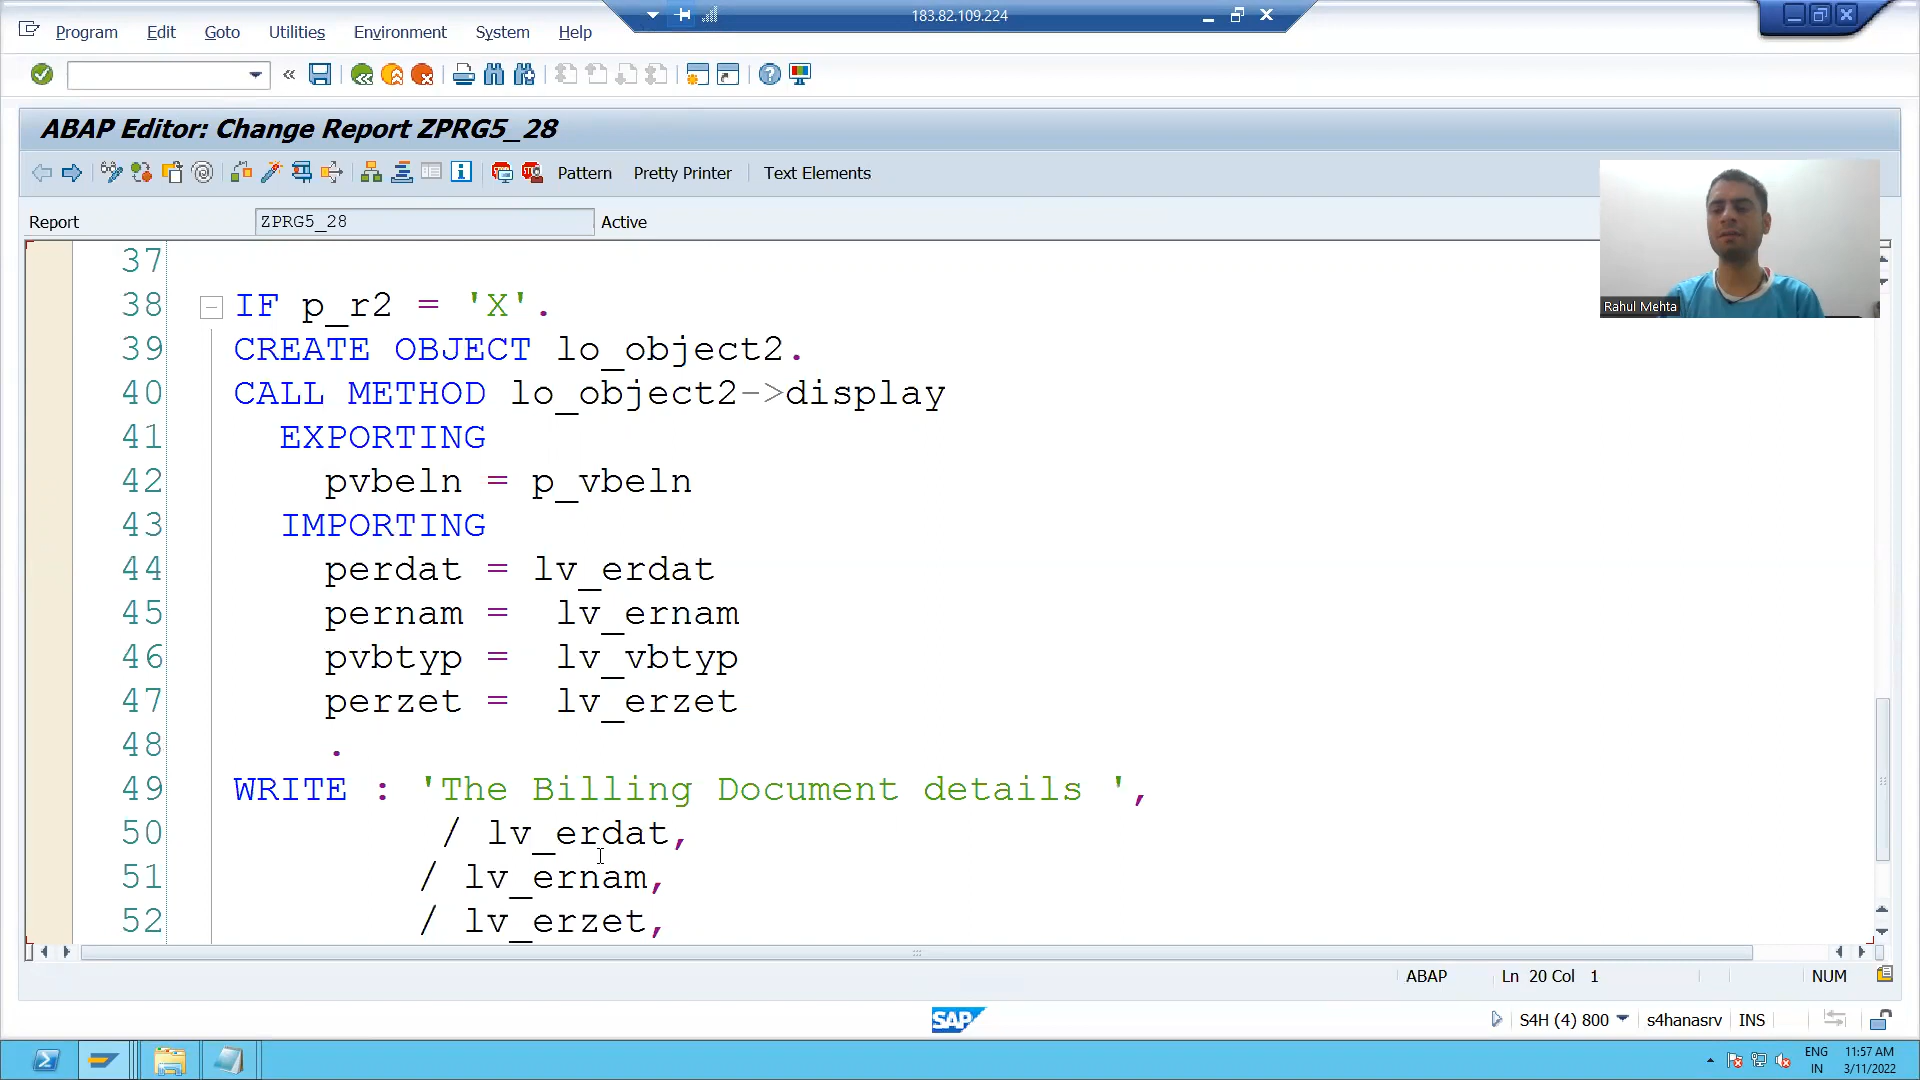 183.82.109.224
Program Edit Goto Utilities Environment System Help
ABAP Editor: Change Report ZPRG5_28
Pattern Pretty Printer Text Elements
Report ZPRG5_28 Active
Rahul Mehta
37
38 IF p_r2 = 'X'.
39 CREATE OBJECT lo_object2.
40 CALL METHOD lo_object2->display
41 EXPORTING
42 pvbeln = p_vbeln
43 IMPORTING
44 perdat = lv_erdat
45 pernam = lv_ernam
46 pvbtyp = lv_vbtyp
47 perzet = lv_erzet
48 .
49 WRITE : 'The Billing Document details ',
50 / lv_erdat,
51 / lv_ernam,
52 / lv_erzet,
ABAP Ln 20 Col 1 NUM
SAP S4H (4) 800 s4hanasrv INS
ENG 11:57 AM
IN 3/11/2022